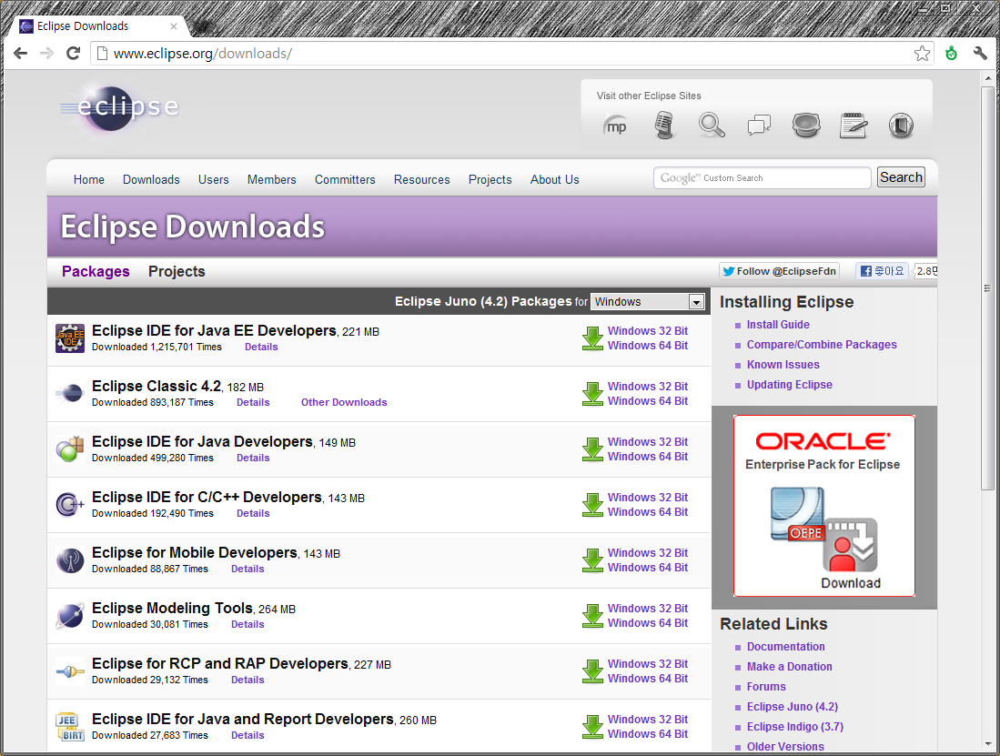 Eclipse Downloads
www.eclipse.org/downloads/
eclipse
Visit other Eclipse Sites
mp
Home Downloads Users Members Committers Resources Projects About Us
Google™ Custom Search Search
Eclipse Downloads
Packages Projects
Follow @EclipseFdn
좋아요 2.8만
Eclipse Juno (4.2) Packages for Windows
Java EE IDE
Eclipse IDE for Java EE Developers, 221 MB
Downloaded 1,215,701 Times Details
Windows 32 Bit
Windows 64 Bit
Eclipse Classic 4.2, 182 MB
Downloaded 893,187 Times Details Other Downloads
Windows 32 Bit
Windows 64 Bit
Eclipse IDE for Java Developers, 149 MB
Downloaded 499,280 Times Details
Windows 32 Bit
Windows 64 Bit
C++
Eclipse IDE for C/C++ Developers, 143 MB
Downloaded 192,490 Times Details
Windows 32 Bit
Windows 64 Bit
Eclipse for Mobile Developers, 143 MB
Downloaded 88,867 Times Details
Windows 32 Bit
Windows 64 Bit
Eclipse Modeling Tools, 264 MB
Downloaded 30,081 Times Details
Windows 32 Bit
Windows 64 Bit
Eclipse for RCP and RAP Developers, 227 MB
Downloaded 29,132 Times Details
Windows 32 Bit
Windows 64 Bit
JEE
BIRT
Eclipse IDE for Java and Report Developers, 260 MB
Downloaded 27,683 Times Details
Windows 32 Bit
Windows 64 Bit
Installing Eclipse
Install Guide
Compare/Combine Packages
Known Issues
Updating Eclipse
ORACLE
Enterprise Pack for Eclipse
OEPE
Download
Related Links
Documentation
Make a Donation
Forums
Eclipse Juno (4.2)
Eclipse Indigo (3.7)
Older Versions